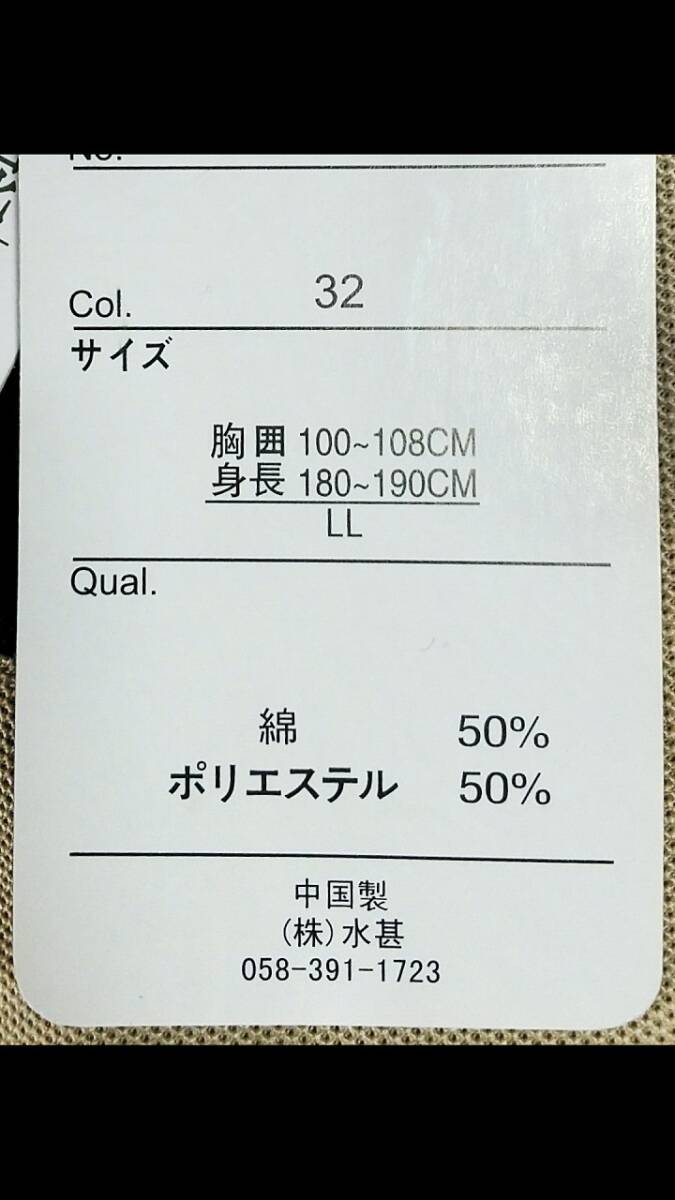 No.
Col. 32
サイズ
胸囲 100~108CM
身長 180~190CM
LL
Qual.
綿 50%
ポリエステル 50%
中国製
(株)水甚
058-391-1723